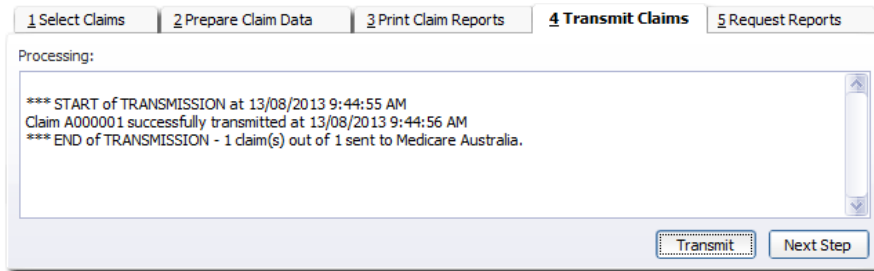 1 Select Claims
2 Prepare Claim Data
3 Print Claim Reports
4 Transmit Claims
5 Request Reports
Processing:
*** START of TRANSMISSION at 13/08/2013 9:44:55 AM
Claim A000001 successfully transmitted at 13/08/2013 9:44:56 AM
*** END of TRANSMISSION - 1 claim(s) out of 1 sent to Medicare Australia.
Transmit
Next Step